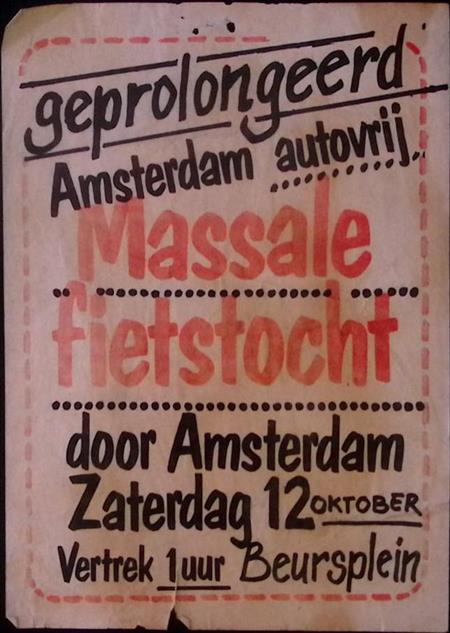 geprolongeerd
Amsterdam autovrij..
Massale
fietstocht
door Amsterdam
Zaterdag 12 OKTOBER
Vertrek 1 uur Beursplein